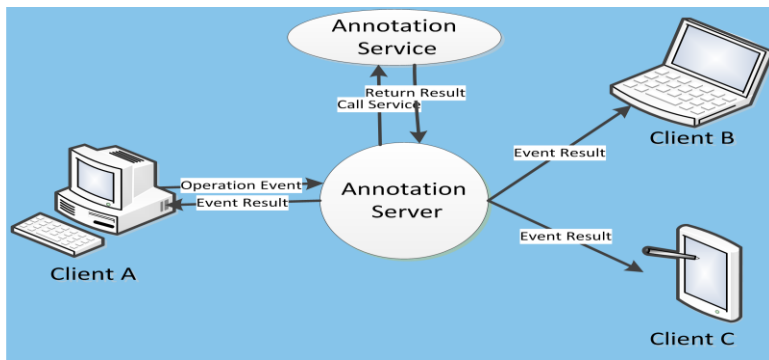 Annotation
Service
Return Result
Call Service
Client B
Event Result
Operation Event
Annotation
Server
Event Result
Event Result
Client A
Client C